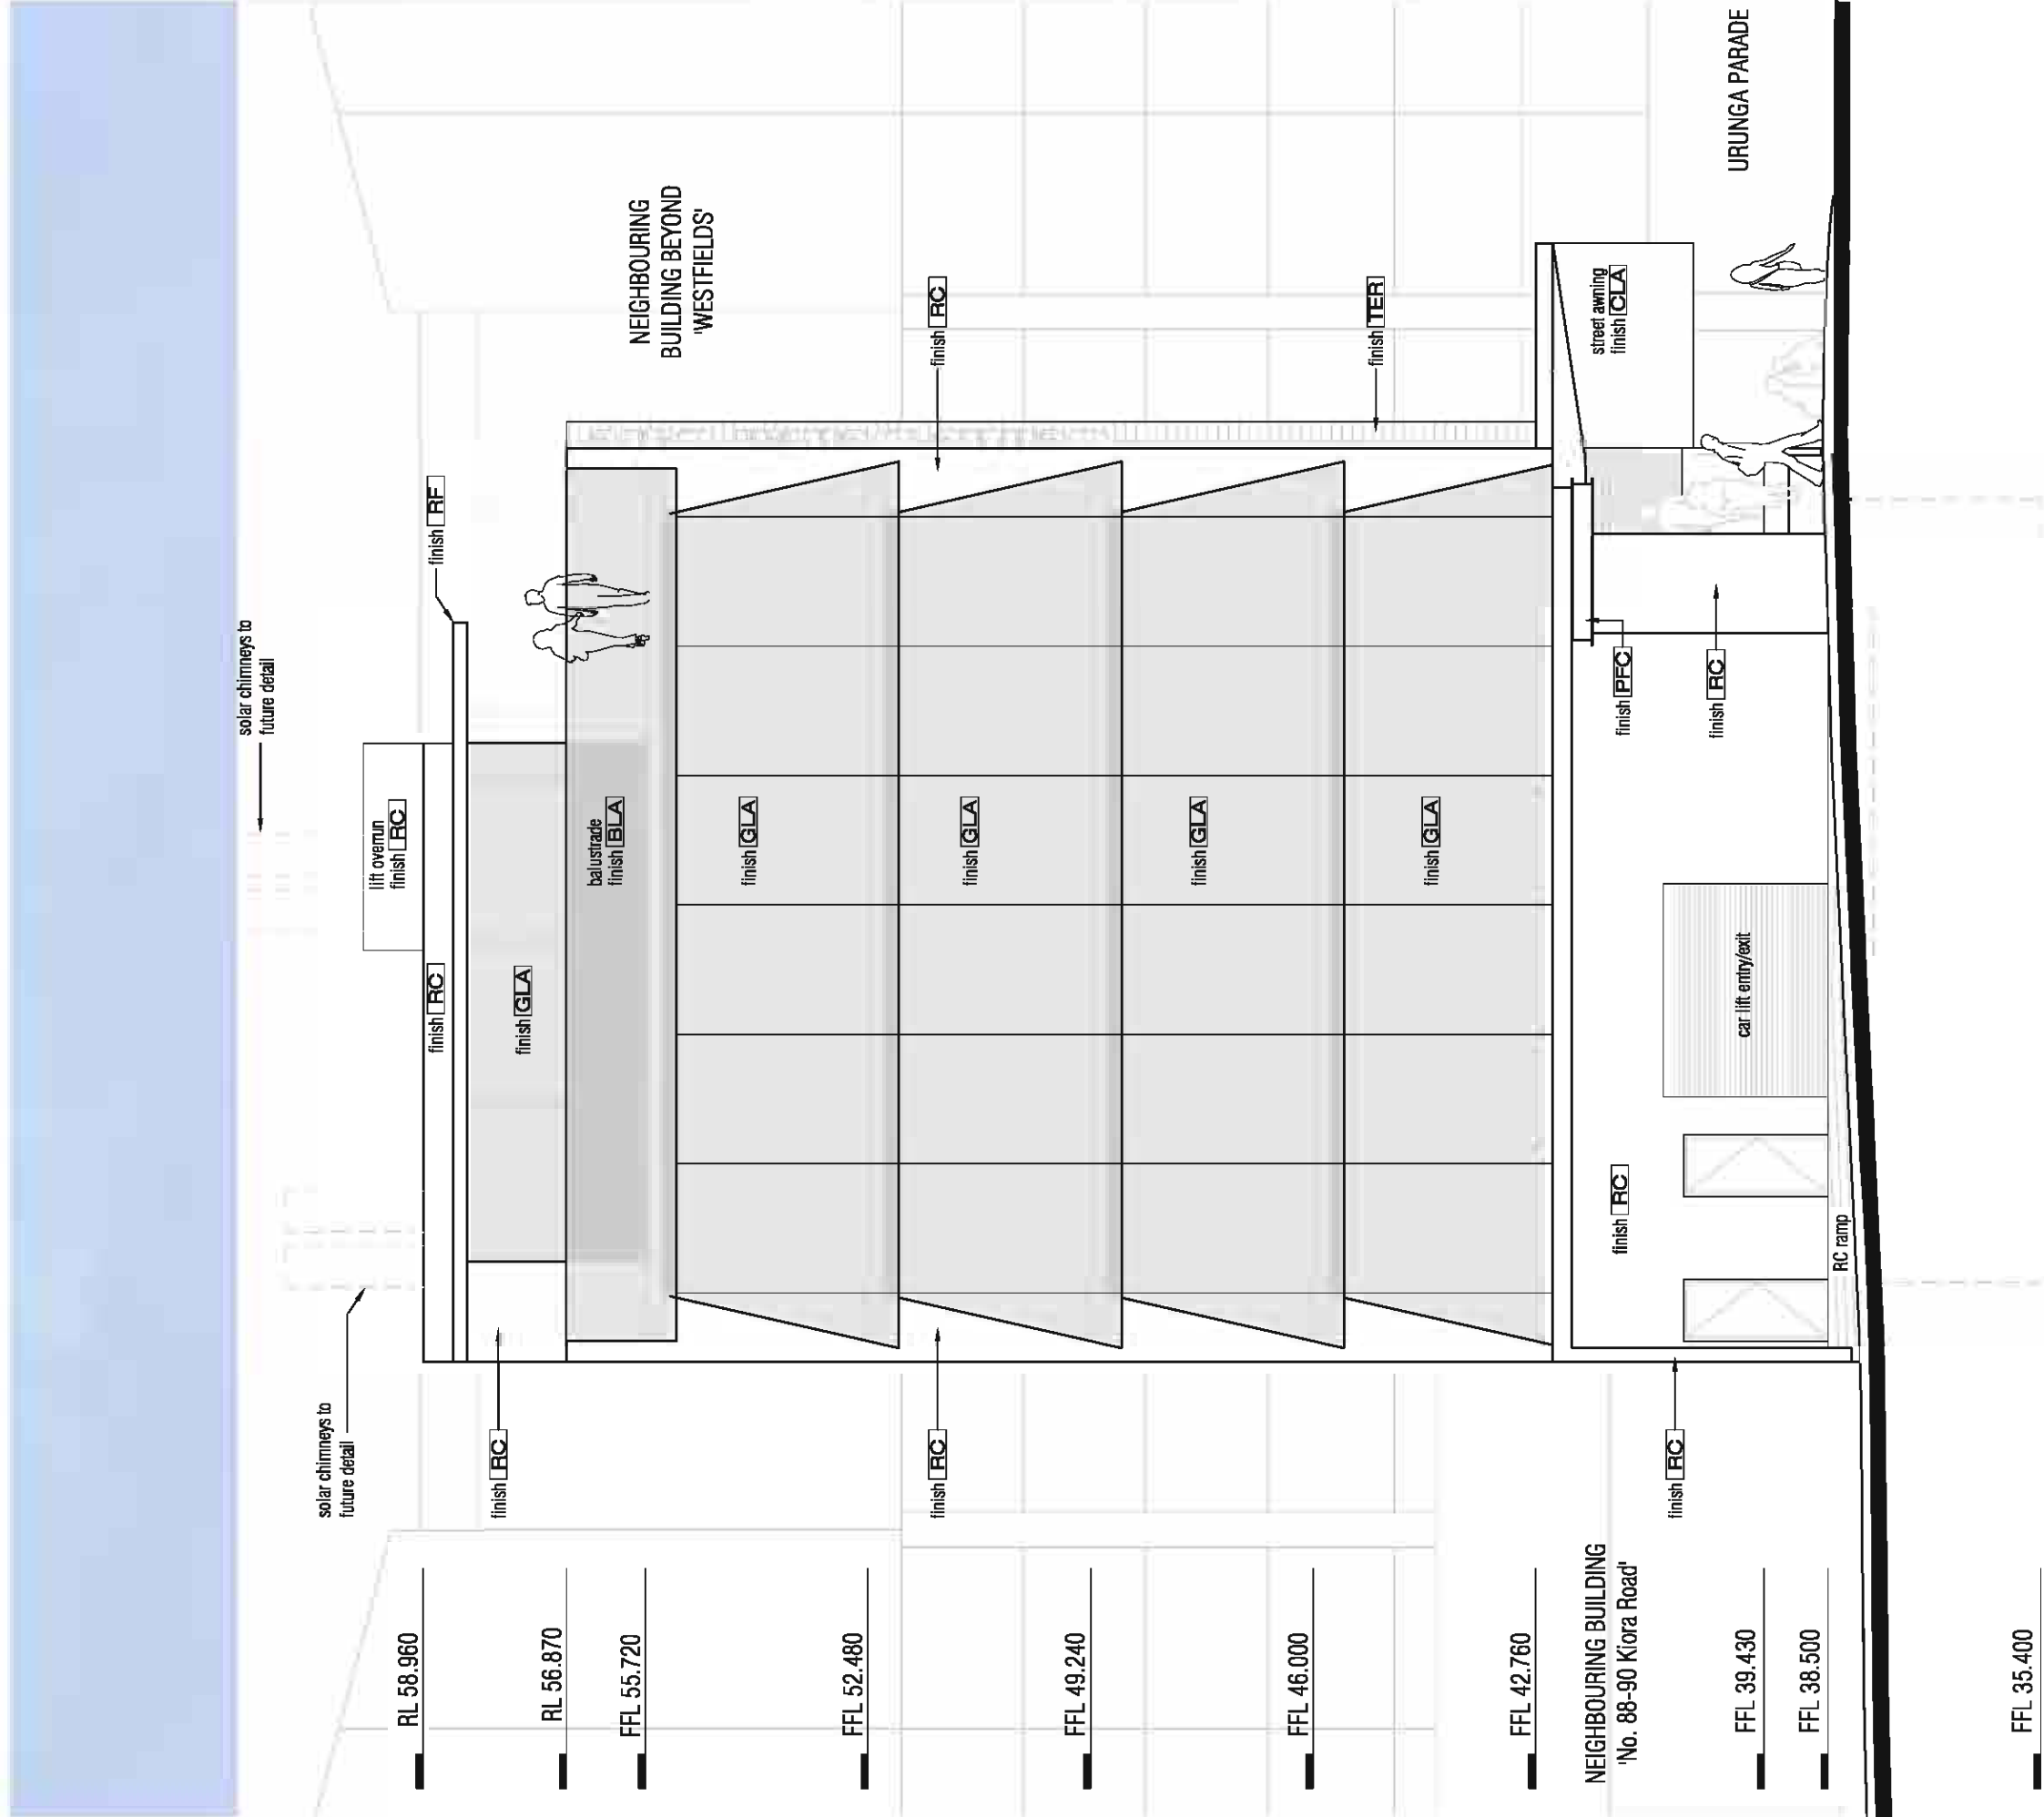 solar chimneys to
future detail
solar chimneys to
future detail
lift overrun
finish RC
finish RC
finish RF
RL 58.960
finish GLA
finish RC
RL 56.870
balustrade
finish BLA
FFL 55.720
NEIGHBOURING
BUILDING BEYOND
'WESTFIELDS'
finish GLA
FFL 52.480
finish RC
finish GLA
finish RC
FFL 49.240
finish GLA
FFL 46.000
finish TER
finish GLA
FFL 42.760
street awning
finish CLA
NEIGHBOURING BUILDING
'No. 88-90 Kiora Road'
finish RC
finish PFC
finish RC
finish RC
URUNGA PARADE
car lift entry/exit
FFL 39.430
FFL 38.500
RC ramp
FFL 35.400